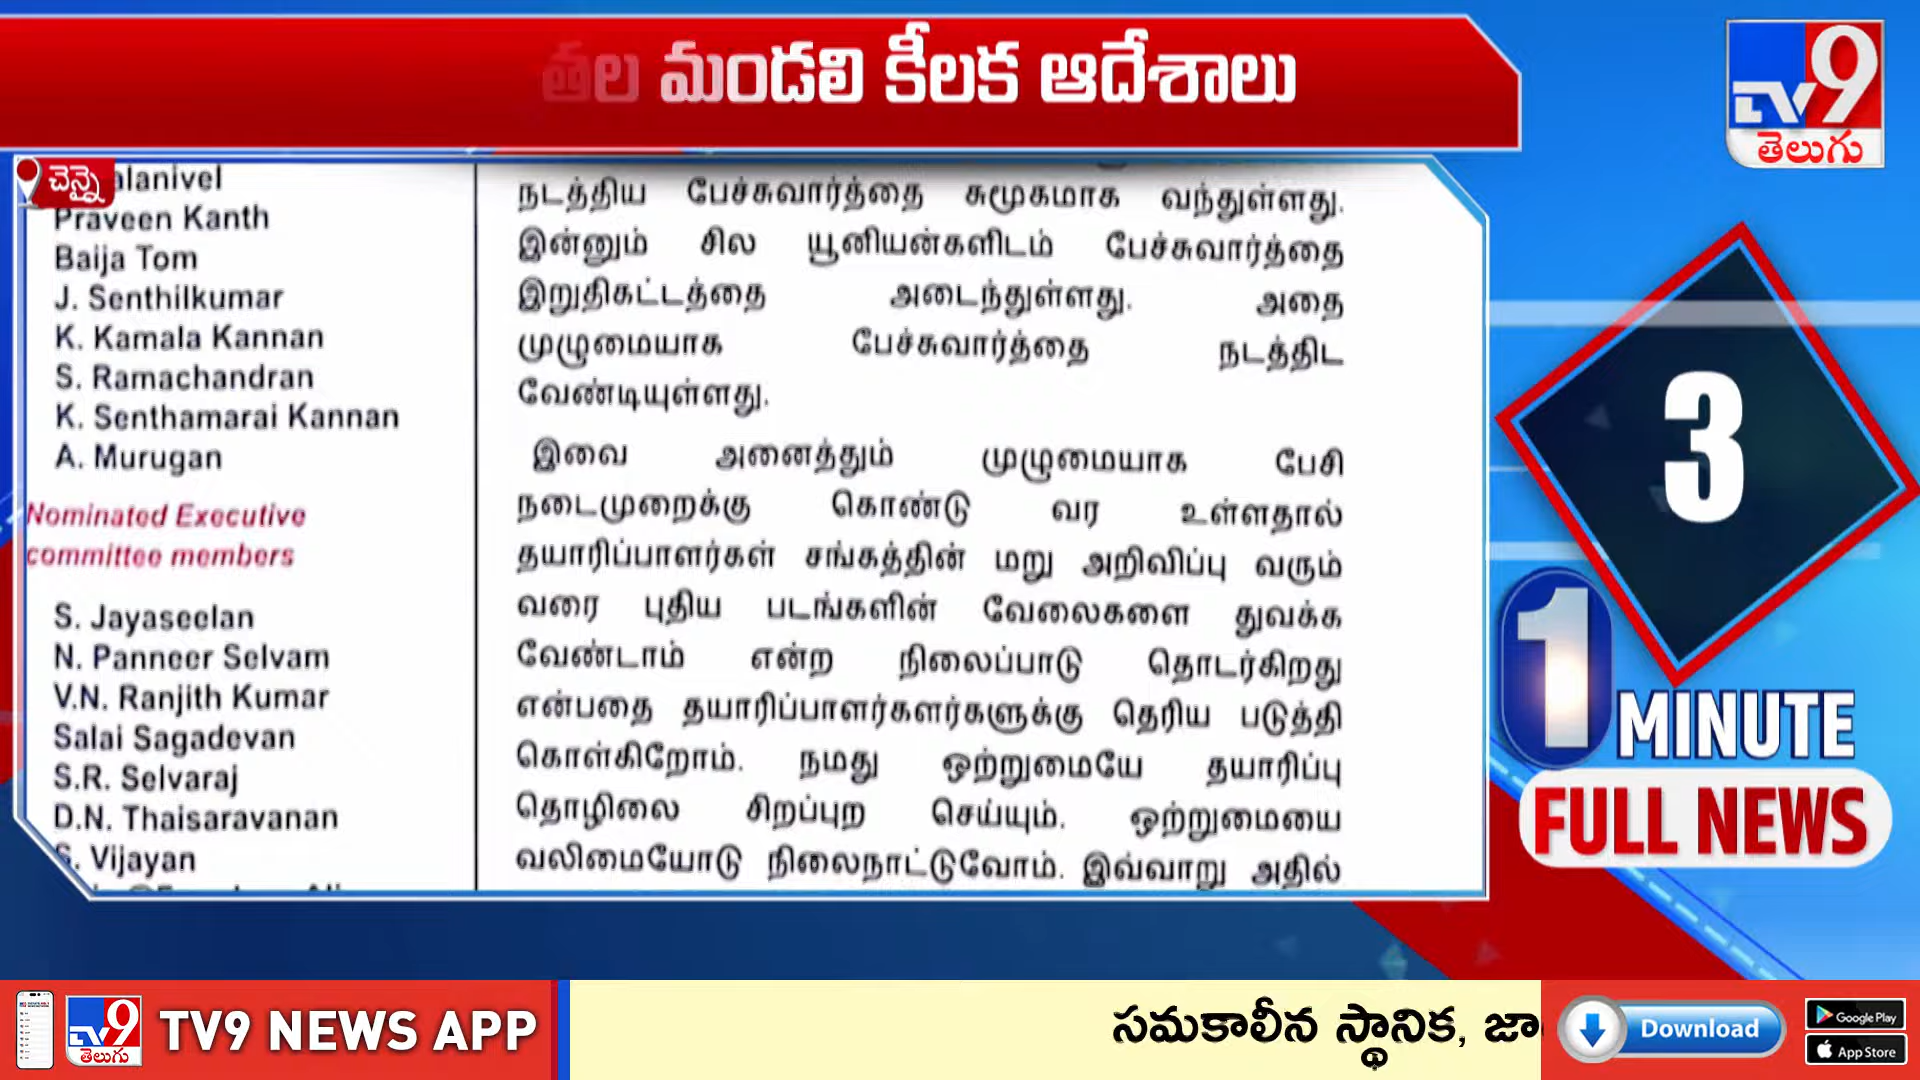 మండలి కీలక ఆదేశాలు
TV9
తెలుగు
చెన్నై
Praveen Kanth
Baija Tom
J. Senthilkumar
K. Kamala Kannan
S. Ramachandran
K. Senthamarai Kannan
A. Murugan
Nominated Executive
committee members
S. Jayaseelan
N. Panneer Selvam
V.N. Ranjith Kumar
Salai Sagadevan
S.R. Selvaraj
D.N. Thaisaravanan
S. Vijayan
நடத்திய பேச்சுவார்த்தை சுமூகமாக வந்துள்ளது.
இன்னும் சில யூனியன்களிடம் பேச்சுவார்த்தை
இறுதிகட்டத்தை அடைந்துள்ளது. அதை
முழுமையாக பேச்சுவார்த்தை நடத்திட
வேண்டியுள்ளது.
இவை அனைத்தும் முழுமையாக பேசி
நடைமுறைக்கு கொண்டு வர உள்ளதால்
தயாரிப்பாளர்கள் சங்கத்தின் மறு அறிவிப்பு வரும்
வரை புதிய படங்களின் வேலைகளை துவக்க
வேண்டாம் என்ற நிலைப்பாடு தொடர்கிறது
என்பதை தயாரிப்பாளர்களர்களுக்கு தெரிய படுத்தி
கொள்கிறோம். நமது ஒற்றுமையே தயாரிப்பு
தொழிலை சிறப்புற செய்யும். ஒற்றுமையை
வலிமையோடு நிலைநாட்டுவோம். இவ்வாறு அதில்
3
1 MINUTE
FULL NEWS
TV9 తెలుగు
TV9 NEWS APP
సమకాలీన స్థానిక,
Download
Google Play
App Store